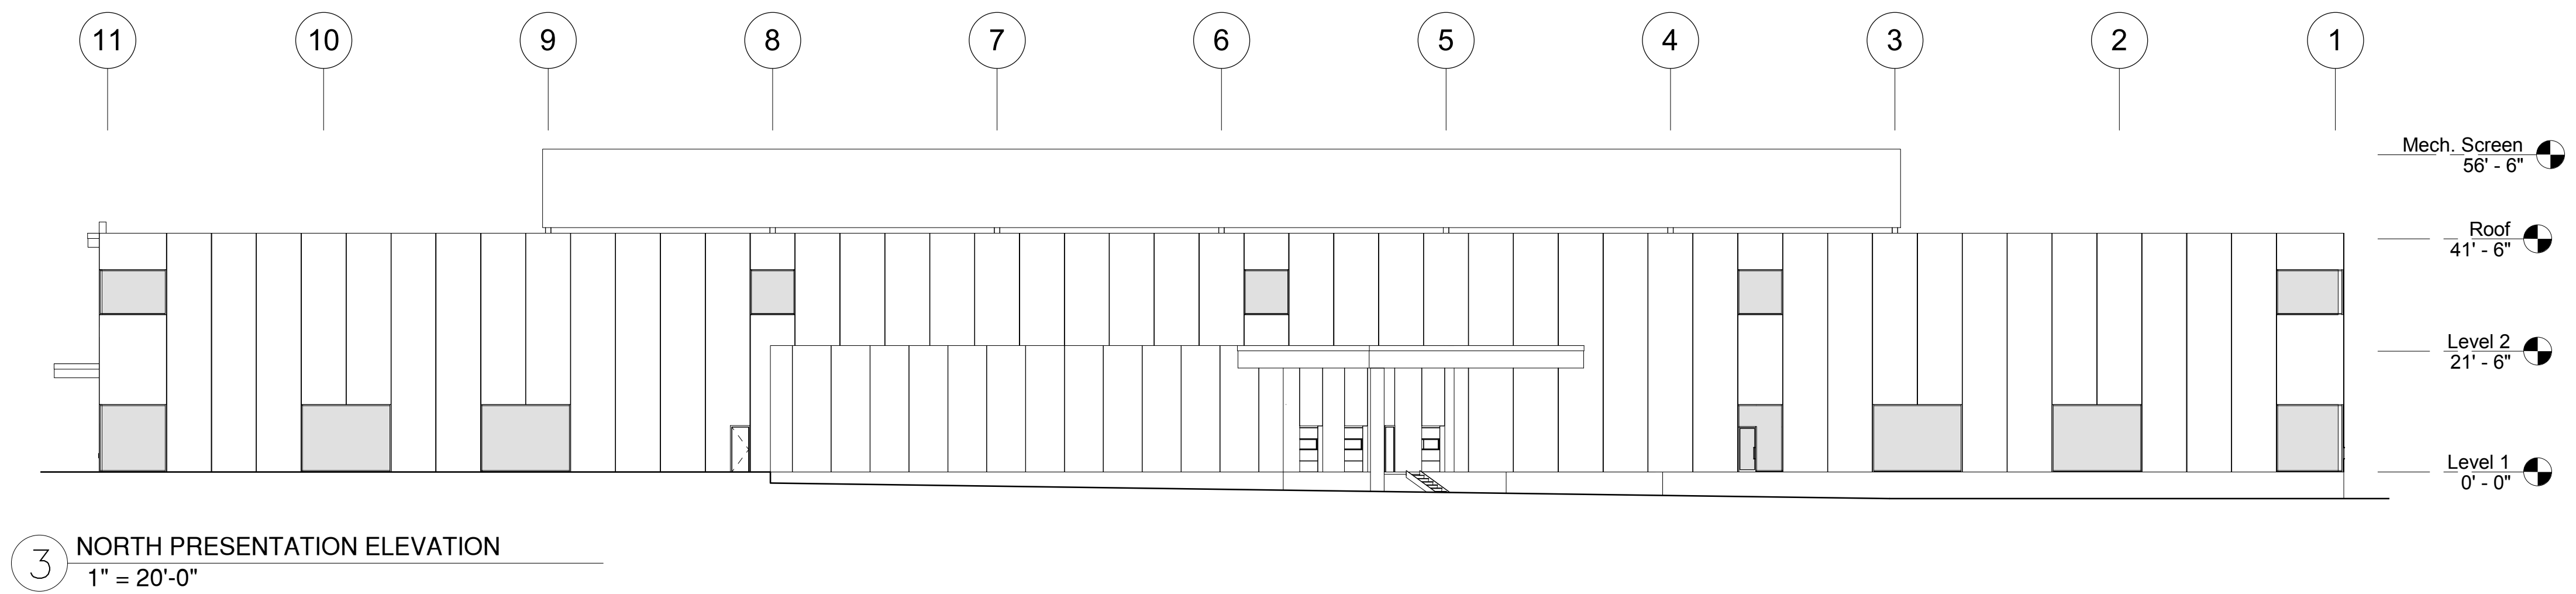 11 10 9 8 7 6 5 4 3 2 1
Mech. Screen
56' - 6"
Roof
41' - 6"
Level 2
21' - 6"
Level 1
0' - 0"
3
NORTH PRESENTATION ELEVATION
1" = 20'-0"